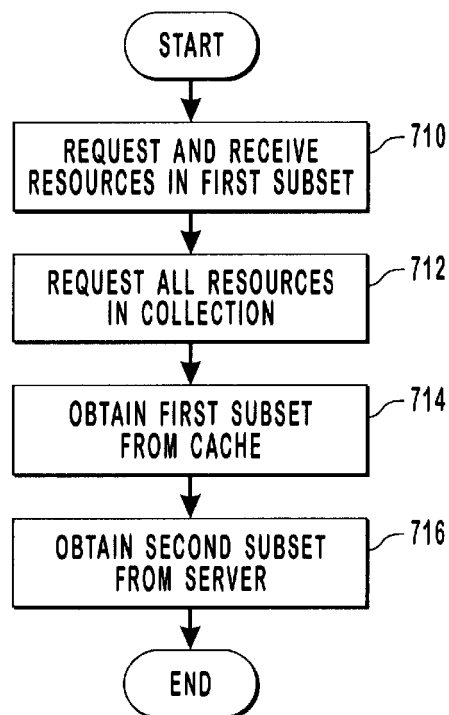 START
REQUEST AND RECEIVE
RESOURCES IN FIRST SUBSET
710
REQUEST ALL RESOURCES
IN COLLECTION
712
OBTAIN FIRST SUBSET
FROM CACHE
714
OBTAIN SECOND SUBSET
FROM SERVER
716
END